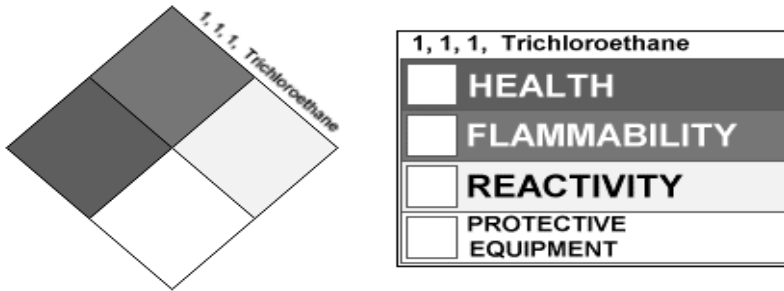 1, 1, 1, Trichloroethane
1, 1, 1, Trichloroethane
HEALTH
FLAMMABILITY
REACTIVITY
PROTECTIVE
EQUIPMENT